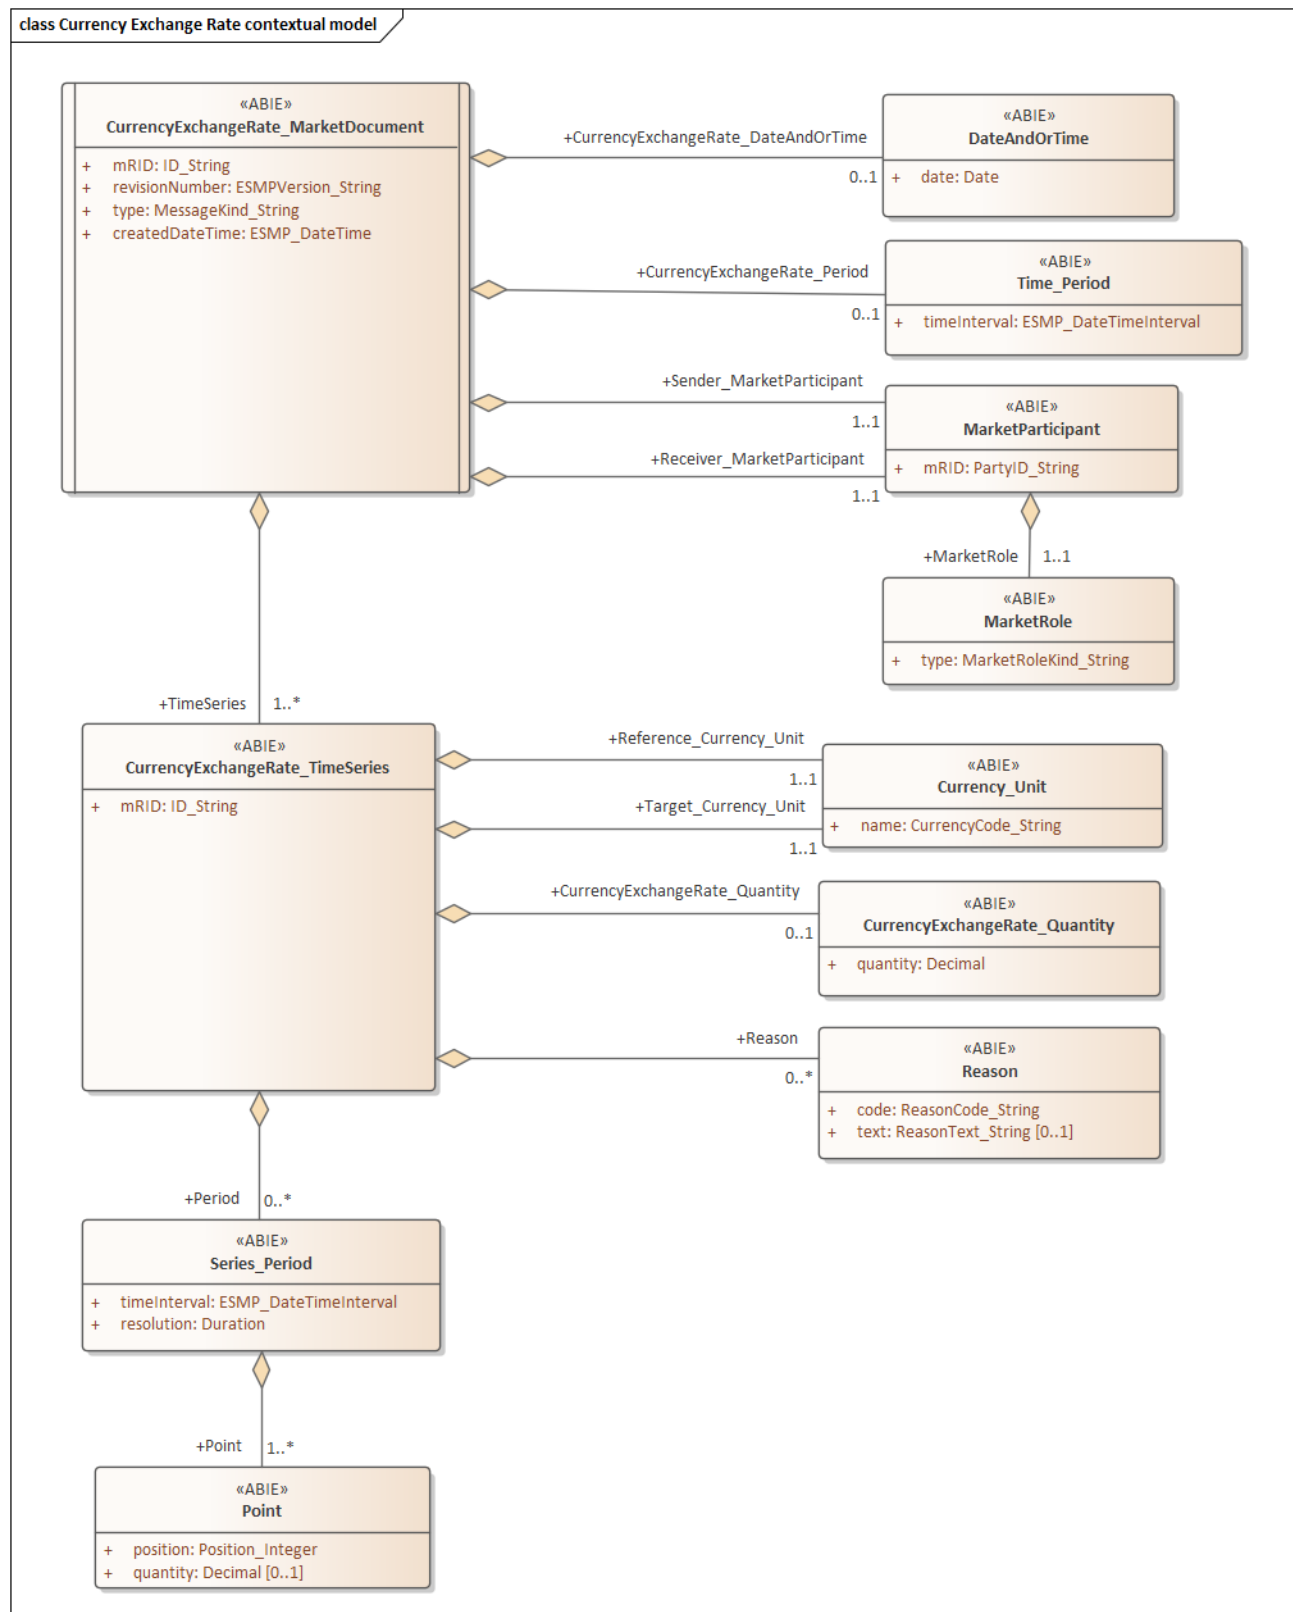 class Currency Exchange Rate contextual model
«ABIE»
CurrencyExchangeRate_MarketDocument
+ mRID: ID_String
+ revisionNumber: ESMPVersion_String
+ type: MessageKind_String
+ createdDateTime: ESMP_DateTime
+CurrencyExchangeRate_DateAndOrTime
0..1
«ABIE»
DateAndOrTime
+ date: Date
+CurrencyExchangeRate_Period
0..1
«ABIE»
Time_Period
+ timeInterval: ESMP_DateTimeInterval
+Sender_MarketParticipant
1..1
+Receiver_MarketParticipant
1..1
«ABIE»
MarketParticipant
+ mRID: PartyID_String
+MarketRole 1..1
«ABIE»
MarketRole
+ type: MarketRoleKind_String
+TimeSeries 1..*
«ABIE»
CurrencyExchangeRate_TimeSeries
+ mRID: ID_String
+Reference_Currency_Unit
1..1
+Target_Currency_Unit
1..1
«ABIE»
Currency_Unit
+ name: CurrencyCode_String
+CurrencyExchangeRate_Quantity
0..1
«ABIE»
CurrencyExchangeRate_Quantity
+ quantity: Decimal
+Reason
0..*
«ABIE»
Reason
+ code: ReasonCode_String
+ text: ReasonText_String [0..1]
+Period 0..*
«ABIE»
Series_Period
+ timeInterval: ESMP_DateTimeInterval
+ resolution: Duration
+Point 1..*
«ABIE»
Point
+ position: Position_Integer
+ quantity: Decimal [0..1]